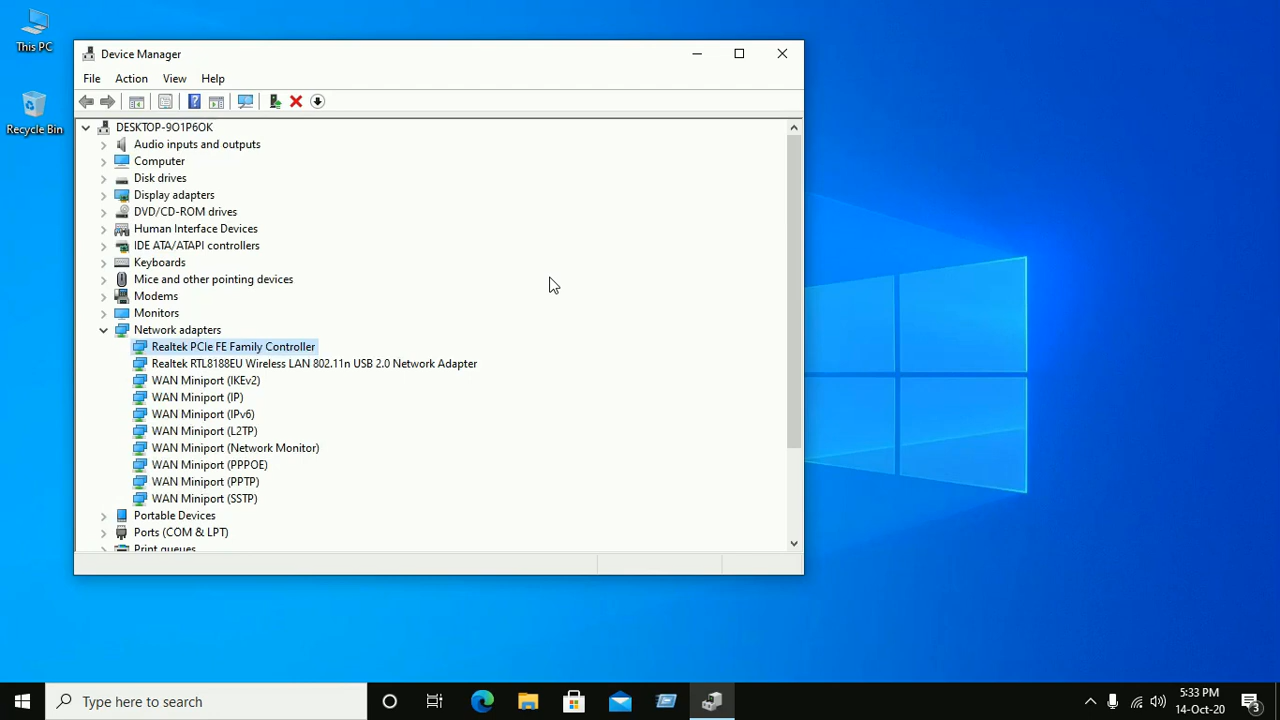 This PC
Recycle Bin
Device Manager
File Action View Help
DESKTOP-9O1P6OK
Audio inputs and outputs
Computer
Disk drives
Display adapters
DVD/CD-ROM drives
Human Interface Devices
IDE ATA/ATAPI controllers
Keyboards
Mice and other pointing devices
Modems
Monitors
Network adapters
Realtek PCIe FE Family Controller
Realtek RTL8188EU Wireless LAN 802.11n USB 2.0 Network Adapter
WAN Miniport (IKEv2)
WAN Miniport (IP)
WAN Miniport (IPv6)
WAN Miniport (L2TP)
WAN Miniport (Network Monitor)
WAN Miniport (PPPOE)
WAN Miniport (PPTP)
WAN Miniport (SSTP)
Portable Devices
Ports (COM & LPT)
Print queues
Type here to search
5:33 PM
14-Oct-20
3